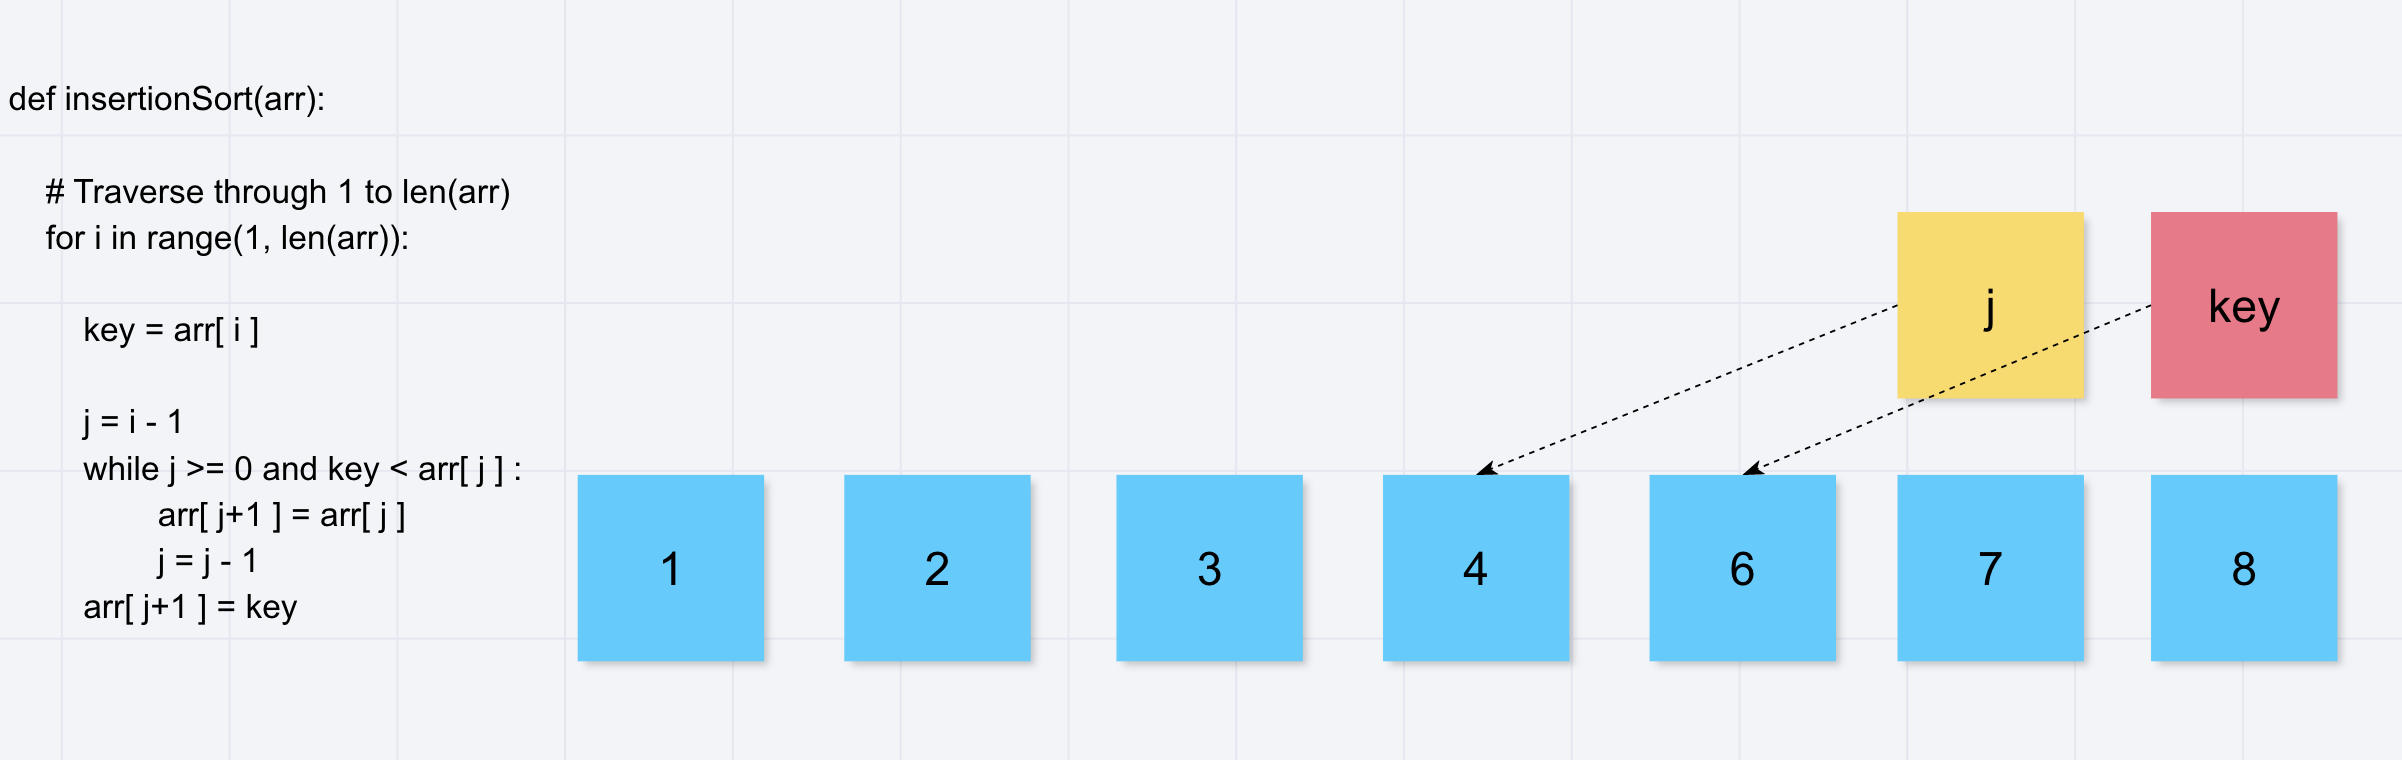 def insertionSort(arr):
# Traverse through 1 to len(arr)
for i in range(1, len(arr)):
key = arr[ i ]
j = i - 1
while j >= 0 and key < arr[ j ] :
arr[ j+1 ] = arr[ j ]
j = j - 1
arr[ j+1 ] = key
j key
1 2 3 4 6 7 8